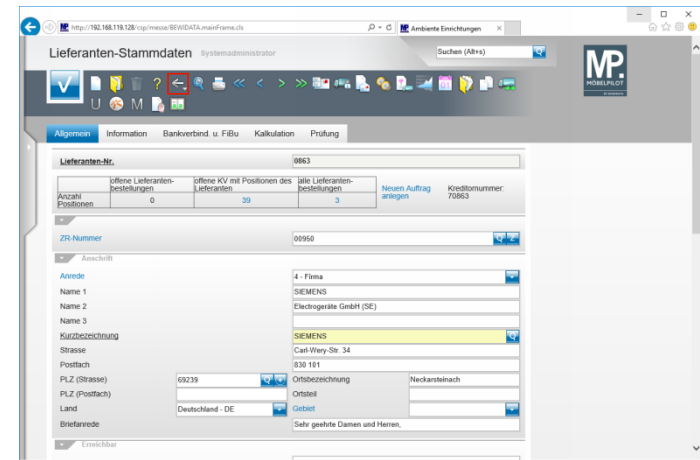 http://192.168.119.128/ccp/messe/BEWIDATA.mainFrame.cls
Ambiente Einrichtungen
Lieferanten-Stammdaten Systemadministrator
Suchen (Alt+s)
MP.
MÖBELPILOT
U M
Allgemein Information Bankverbind. u. FiBu Kalkulation Prüfung
Lieferanten-Nr. 0863
offene Lieferanten-bestellungen offene KV mit Positionen des Lieferanten alle Lieferanten-bestellungen
Anzahl Positionen 0 39 3
Neuen Auftrag anlegen
Kreditornummer: 70863
ZR-Nummer 00950
Anschrift
Anrede 4 - Firma
Name 1 SIEMENS
Name 2 Electrogeräte GmbH (SE)
Name 3
Kurzbezeichnung SIEMENS
Strasse Carl-Wery-Str. 34
Postfach 830 101
PLZ (Strasse) 69239 Ortsbezeichnung Neckarsteinach
PLZ (Postfach) Ortsteil
Land Deutschland - DE Gebiet
Briefanrede Sehr geehrte Damen und Herren,
Erreichbar